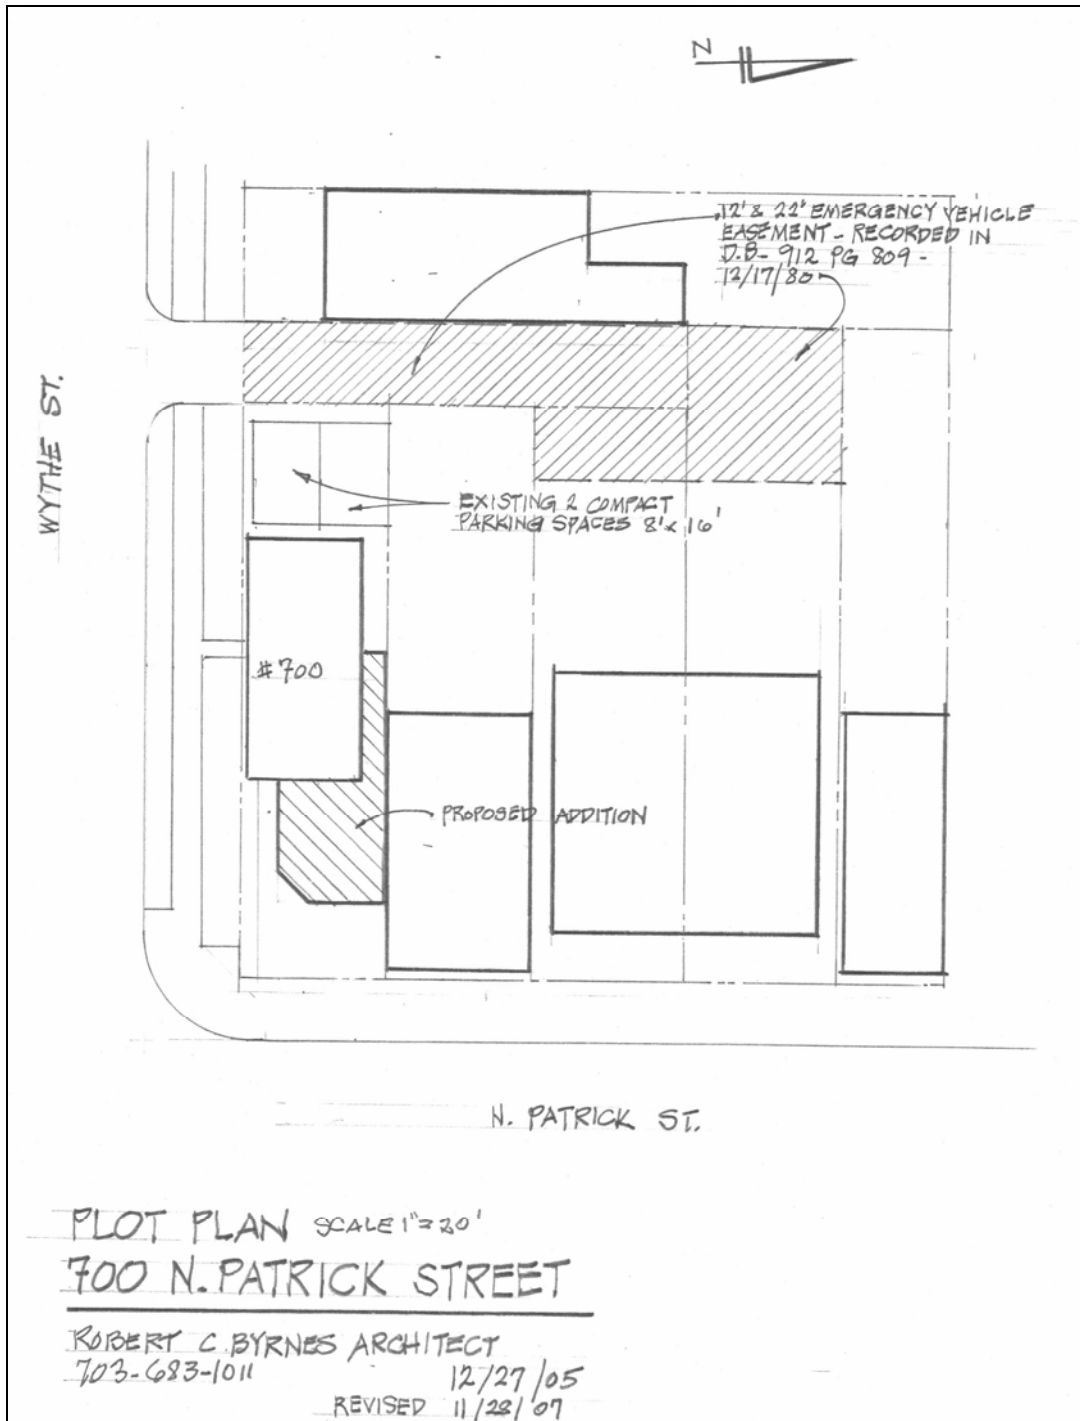 N
12' & 22' EMERGENCY VEHICLE
EASEMENT - RECORDED IN
D.B- 912 PG 809 -
12/17/80
WYTHE ST.
EXISTING 2 COMPACT
PARKING SPACES 8'x 16'
#700
PROPOSED ADDITION
N. PATRICK ST.
PLOT PLAN SCALE 1"=20'
700 N. PATRICK STREET
ROBERT C. BYRNES ARCHITECT
703-683-1011
12/27/05
REVISED 11/28/07